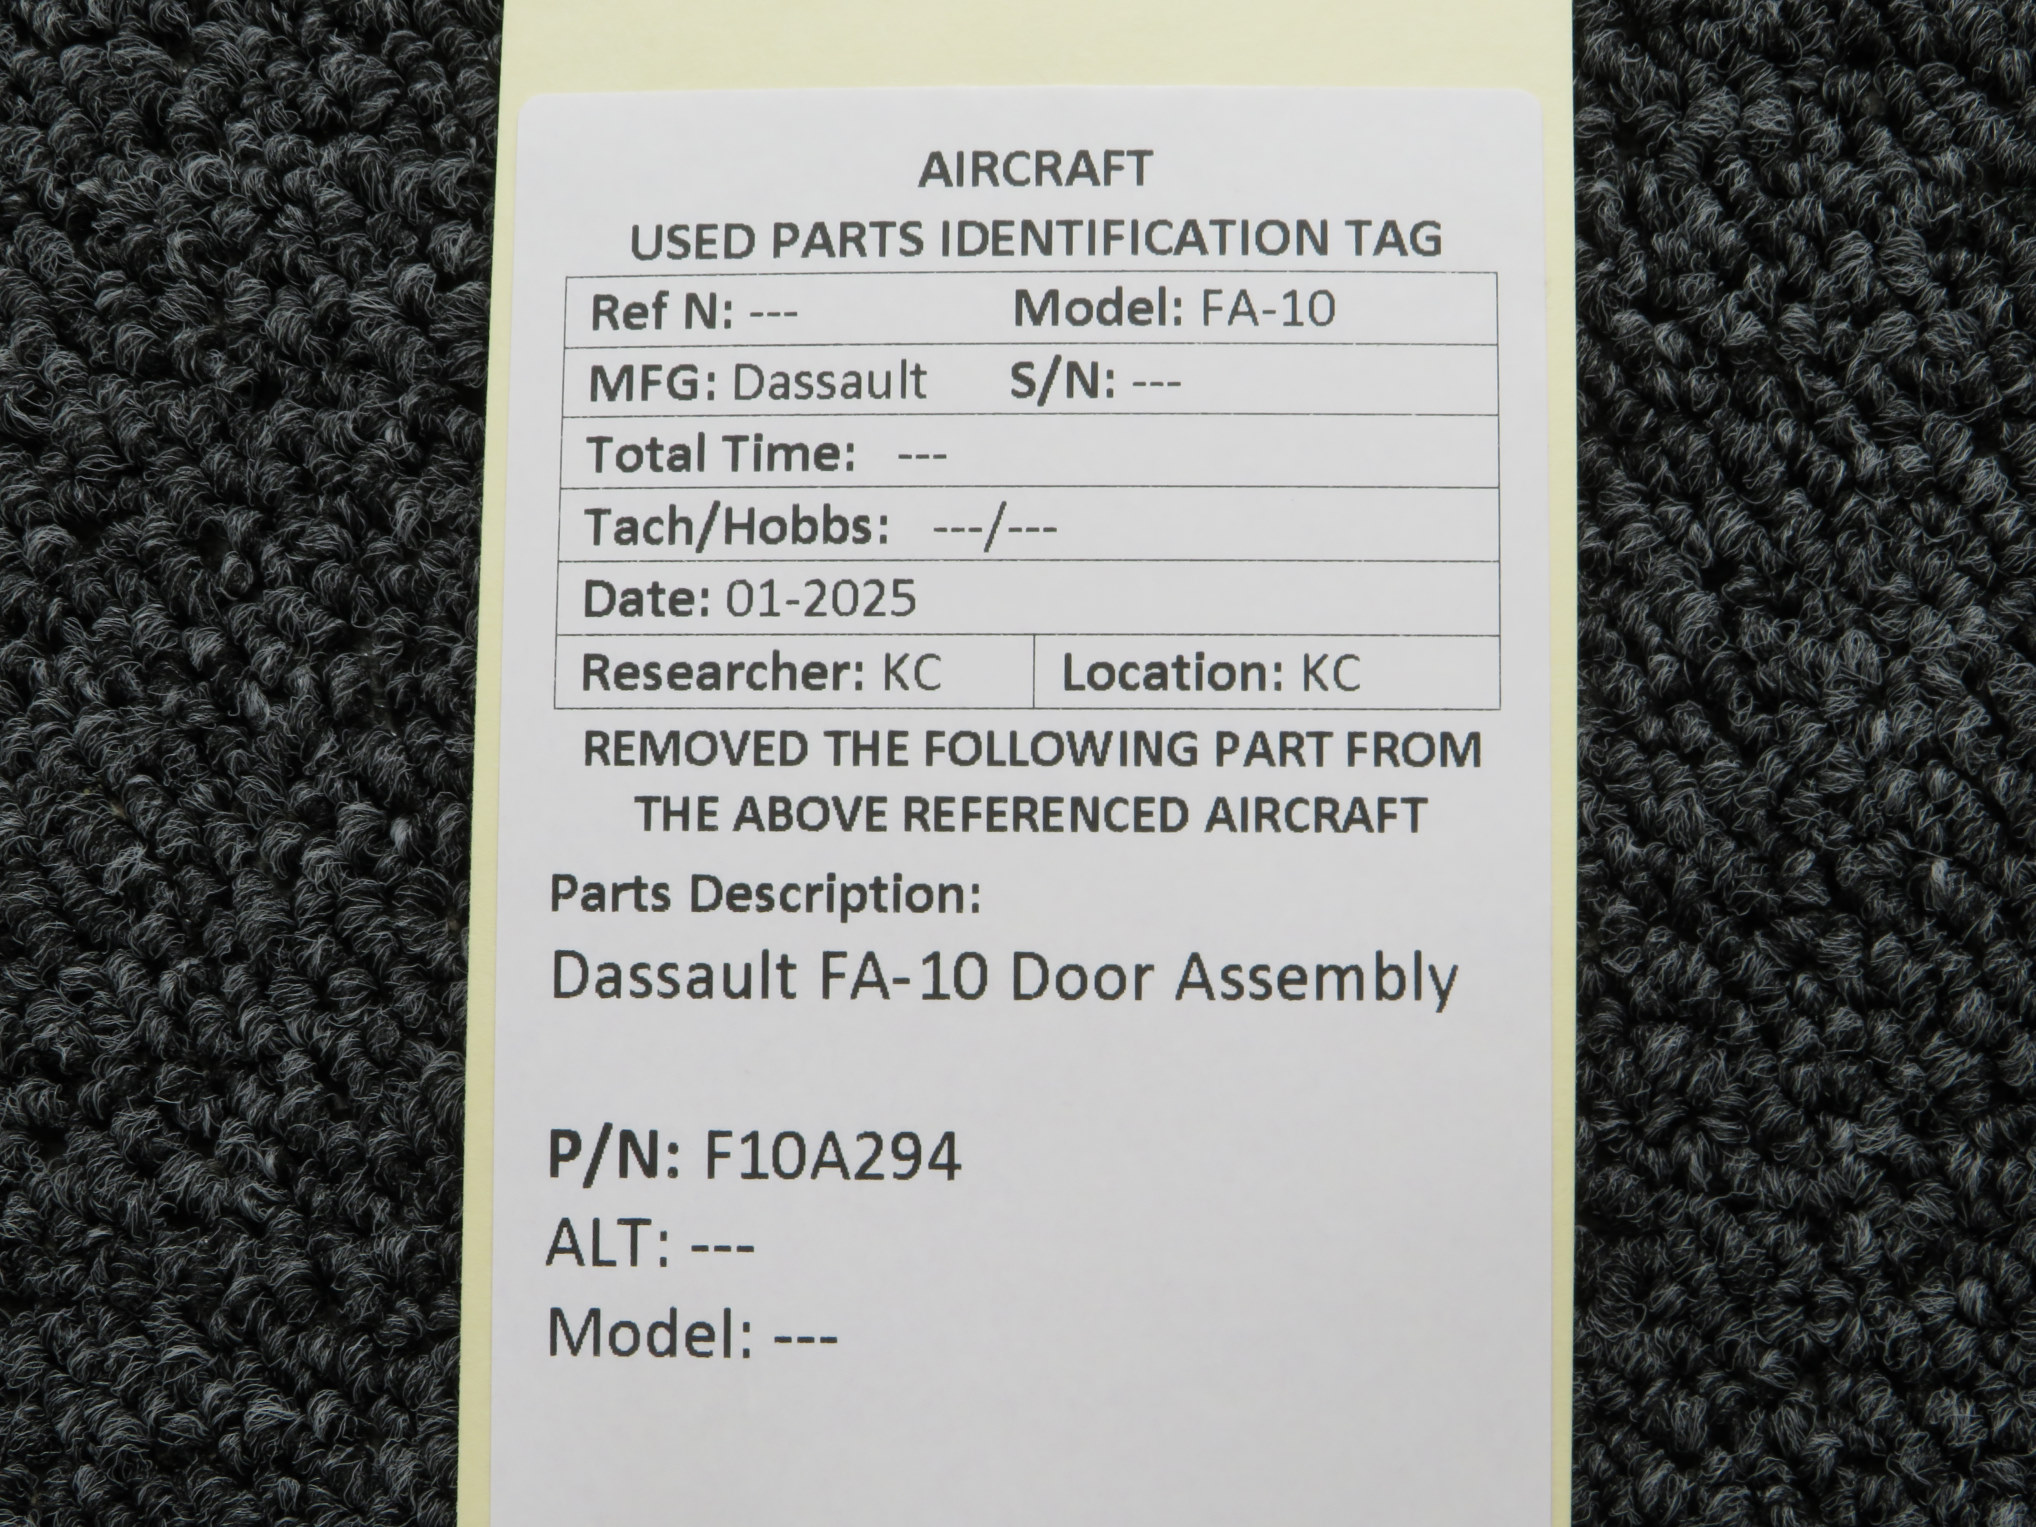 AIRCRAFT
USED PARTS IDENTIFICATION TAG
Ref N: --- Model: FA-10
MFG: Dassault S/N: ---
Total Time: ---
Tach/Hobbs: ---/---
Date: 01-2025
Researcher: KC Location: KC
REMOVED THE FOLLOWING PART FROM
THE ABOVE REFERENCED AIRCRAFT
Parts Description:
Dassault FA-10 Door Assembly
P/N: F10A294
ALT: ---
Model: ---